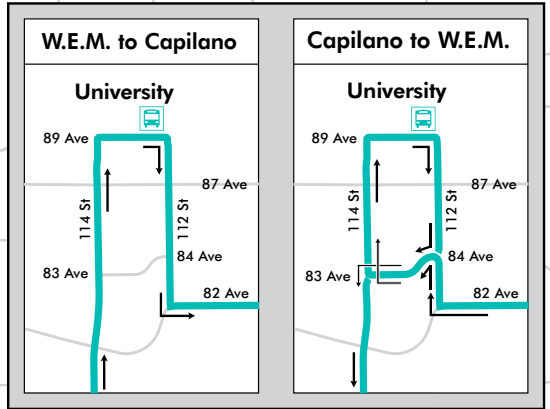 W.E.M. to Capilano
University
89 Ave
87 Ave
114 St
112 St
84 Ave
83 Ave
82 Ave
Capilano to W.E.M.
University
89 Ave
87 Ave
114 St
112 St
84 Ave
83 Ave
82 Ave